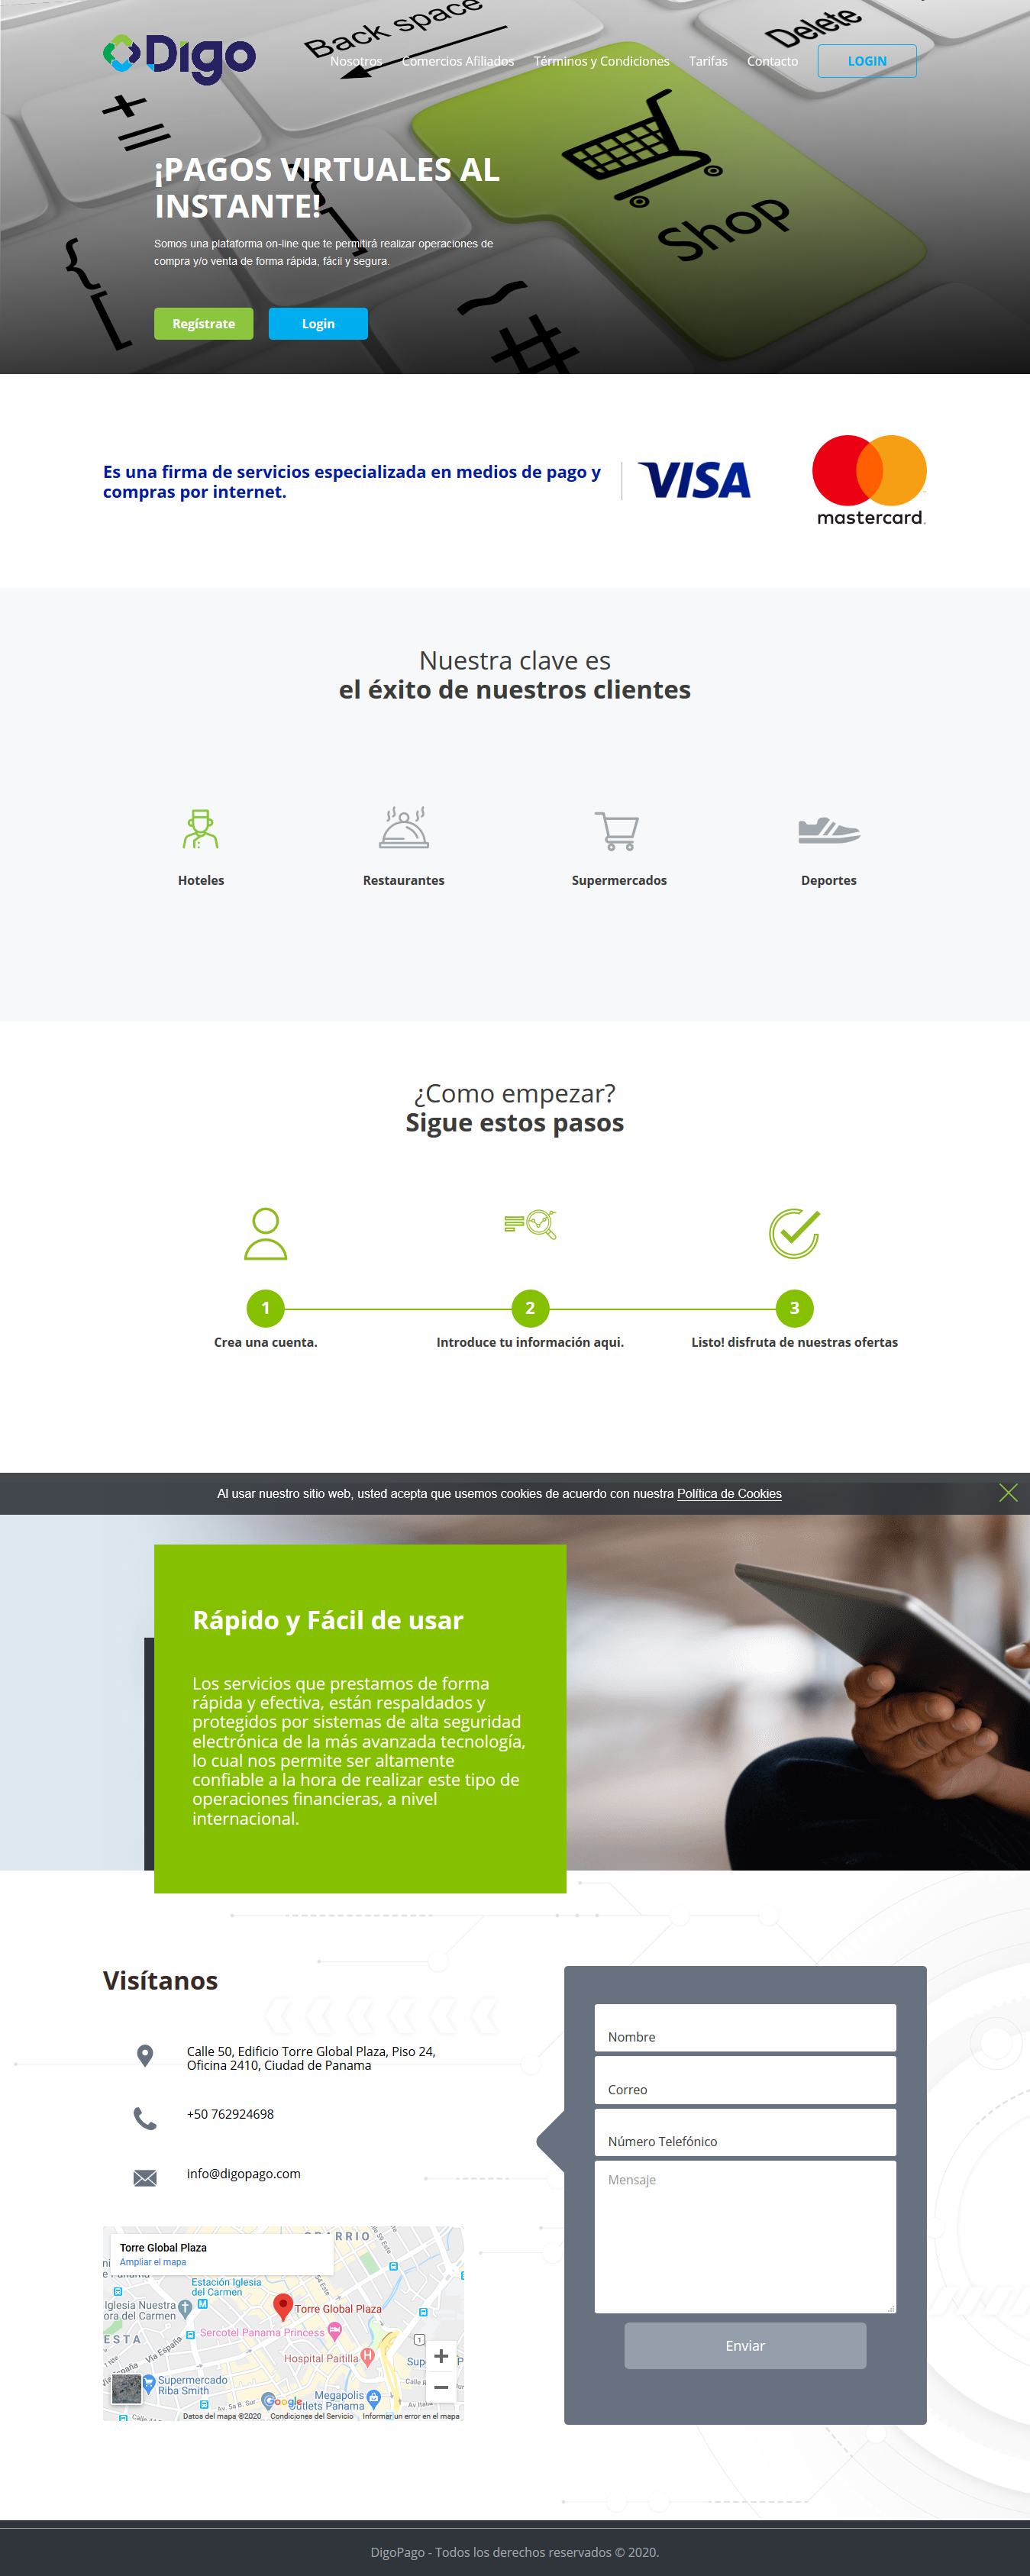 Back space
Delete
Digo
Nosotros
Comercios Afiliados
Términos y Condiciones
Tarifas
Contacto
LOGIN
¡PAGOS VIRTUALES AL
INSTANTE!
Shop
Somos una plataforma on-line que te permitirá realizar operaciones de
compra y/o venta de forma rápida, fácil y segura.
Regístrate
Login
Es una firma de servicios especializada en medios de pago y
compras por internet.
VISA
mastercard.
Nuestra clave es
el éxito de nuestros clientes
Hoteles
Restaurantes
Supermercados
Deportes
¿Como empezar?
Sigue estos pasos
1
2
3
Crea una cuenta.
Introduce tu información aqui.
Listo! disfruta de nuestras ofertas
Al usar nuestro sitio web, usted acepta que usemos cookies de acuerdo con nuestra Política de Cookies
Rápido y Fácil de usar
Los servicios que prestamos de forma
rápida y efectiva, están respaldados y
protegidos por sistemas de alta seguridad
electrónica de la más avanzada tecnología,
lo cual nos permite ser altamente
confiable a la hora de realizar este tipo de
operaciones financieras, a nivel
internacional.
Visítanos
Calle 50, Edificio Torre Global Plaza, Piso 24,
Oficina 2410, Ciudad de Panama
+50 762924698
info@digopago.com
Torre Global Plaza
Ampliar el mapa
Estación Iglesia
del Carmen
Iglesia Nuestra
ora del Carmen
Torre Global Plaza
Sercotel Panama Princess
ESTA
Vía España
Hospital Paitilla
Supermercado
Riba Smith
Megapolis
Outlets Panama
Av. 5a B. Sur
Google
Datos del mapa ©2020
Condiciones del Servicio
Informar un error en el mapa
Nombre
Correo
Número Telefónico
Mensaje
Enviar
DigoPago - Todos los derechos reservados © 2020.